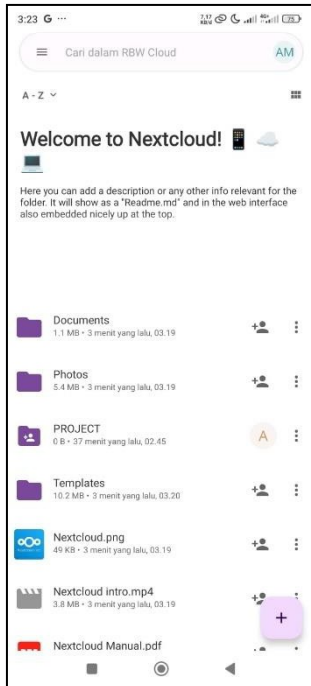 3:23 G ···
7,17 KB/s 4G+ 75
Cari dalam RBW Cloud AM
A - Z
Welcome to Nextcloud! 📱 ☁️
💻
Here you can add a description or any other info relevant for the
folder. It will show as a "Readme.md" and in the web interface
also embedded nicely up at the top.
Documents
1.1 MB • 3 menit yang lalu, 03.19
Photos
5.4 MB • 3 menit yang lalu, 03.19
PROJECT
0 B • 37 menit yang lalu, 02.45
A
Templates
10.2 MB • 3 menit yang lalu, 03.20
Nextcloud.png
49 KB • 3 menit yang lalu, 03.19
Nextcloud intro.mp4
3.8 MB • 3 menit yang lalu, 03.19
Nextcloud Manual.pdf